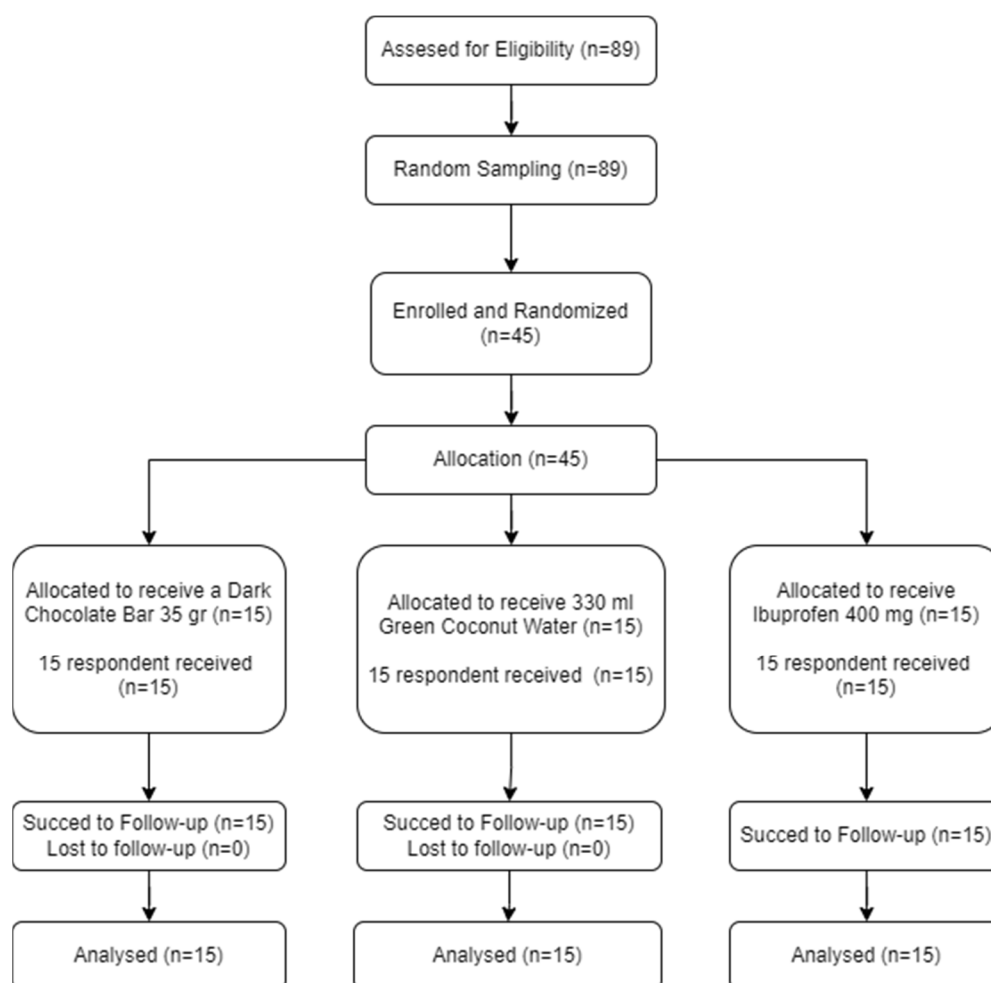 Assesed for Eligibility (n=89)
Random Sampling (n=89)
Enrolled and Randomized
(n=45)
Allocation (n=45)
Allocated to receive a Dark
Chocolate Bar 35 gr (n=15)
15 respondent received
(n=15)
Allocated to receive 330 ml
Green Coconut Water (n=15)
15 respondent received (n=15)
Allocated to receive
Ibuprofen 400 mg (n=15)
15 respondent received
(n=15)
Succed to Follow-up (n=15)
Lost to follow-up (n=0)
Succed to Follow-up (n=15)
Lost to follow-up (n=0)
Succed to Follow-up (n=15)
Analysed (n=15)
Analysed (n=15)
Analysed (n=15)